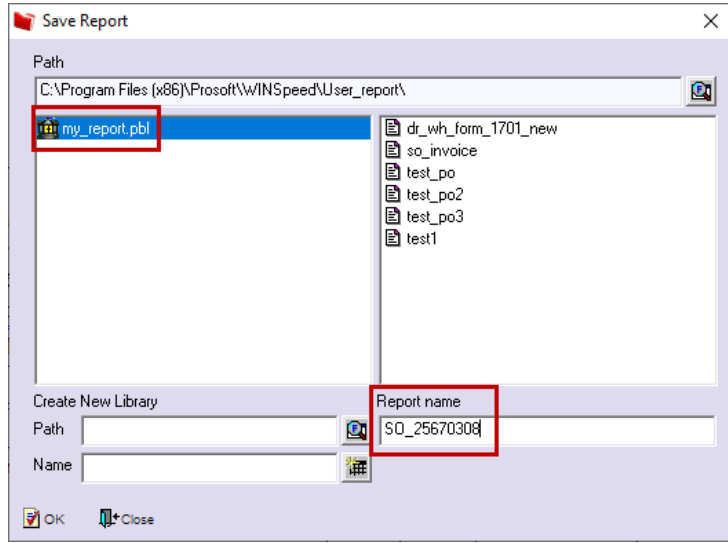 Save Report
Path
C:\Program Files (x86)\Prosoft\WINSpeed\User_report\
my_report.pbl
dr_wh_form_1701_new
so_invoice
test_po
test_po2
test_po3
test1
Create New Library
Path
Name
Report name
SO_25670308
OK
Close